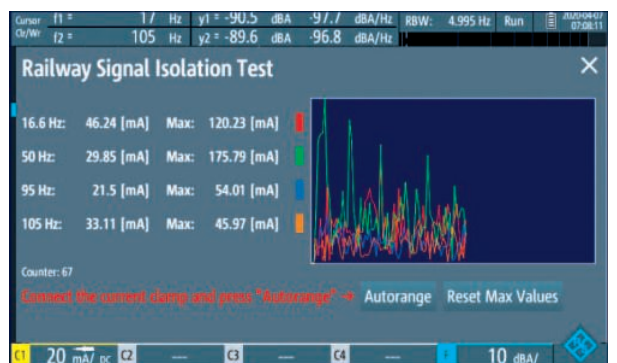 Cursor f1 = 17 Hz y1 = -90.5 dBA -97.7 dBA/Hz RBW: 4.995 Hz Run 2020-04-07
Clr/Wr f2 = 105 Hz y2 = -89.6 dBA -96.8 dBA/Hz 07:08:11
Railway Signal Isolation Test
16.6 Hz: 46.24 [mA] Max: 120.23 [mA]
50 Hz: 29.85 [mA] Max: 175.79 [mA]
95 Hz: 21.5 [mA] Max: 54.01 [mA]
105 Hz: 33.11 [mA] Max: 45.97 [mA]
Counter: 67
Connect the current clamp and press "Autorange" → Autorange Reset Max Values
C1 20 mA/ DC C2 --- C3 --- C4 --- F 10 dBA/